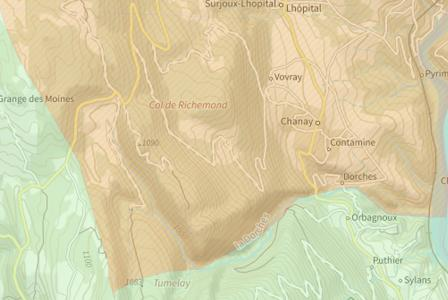 Surjoux-Lhopital
Lhôpital
Vovray
Pyrim
Grange des Moines
Col de Richemond
Chanay
1090
Contamine
Dorches
Orbagnoux
la Dorches
1100
Puthier
1083
Tumelay
Sylans